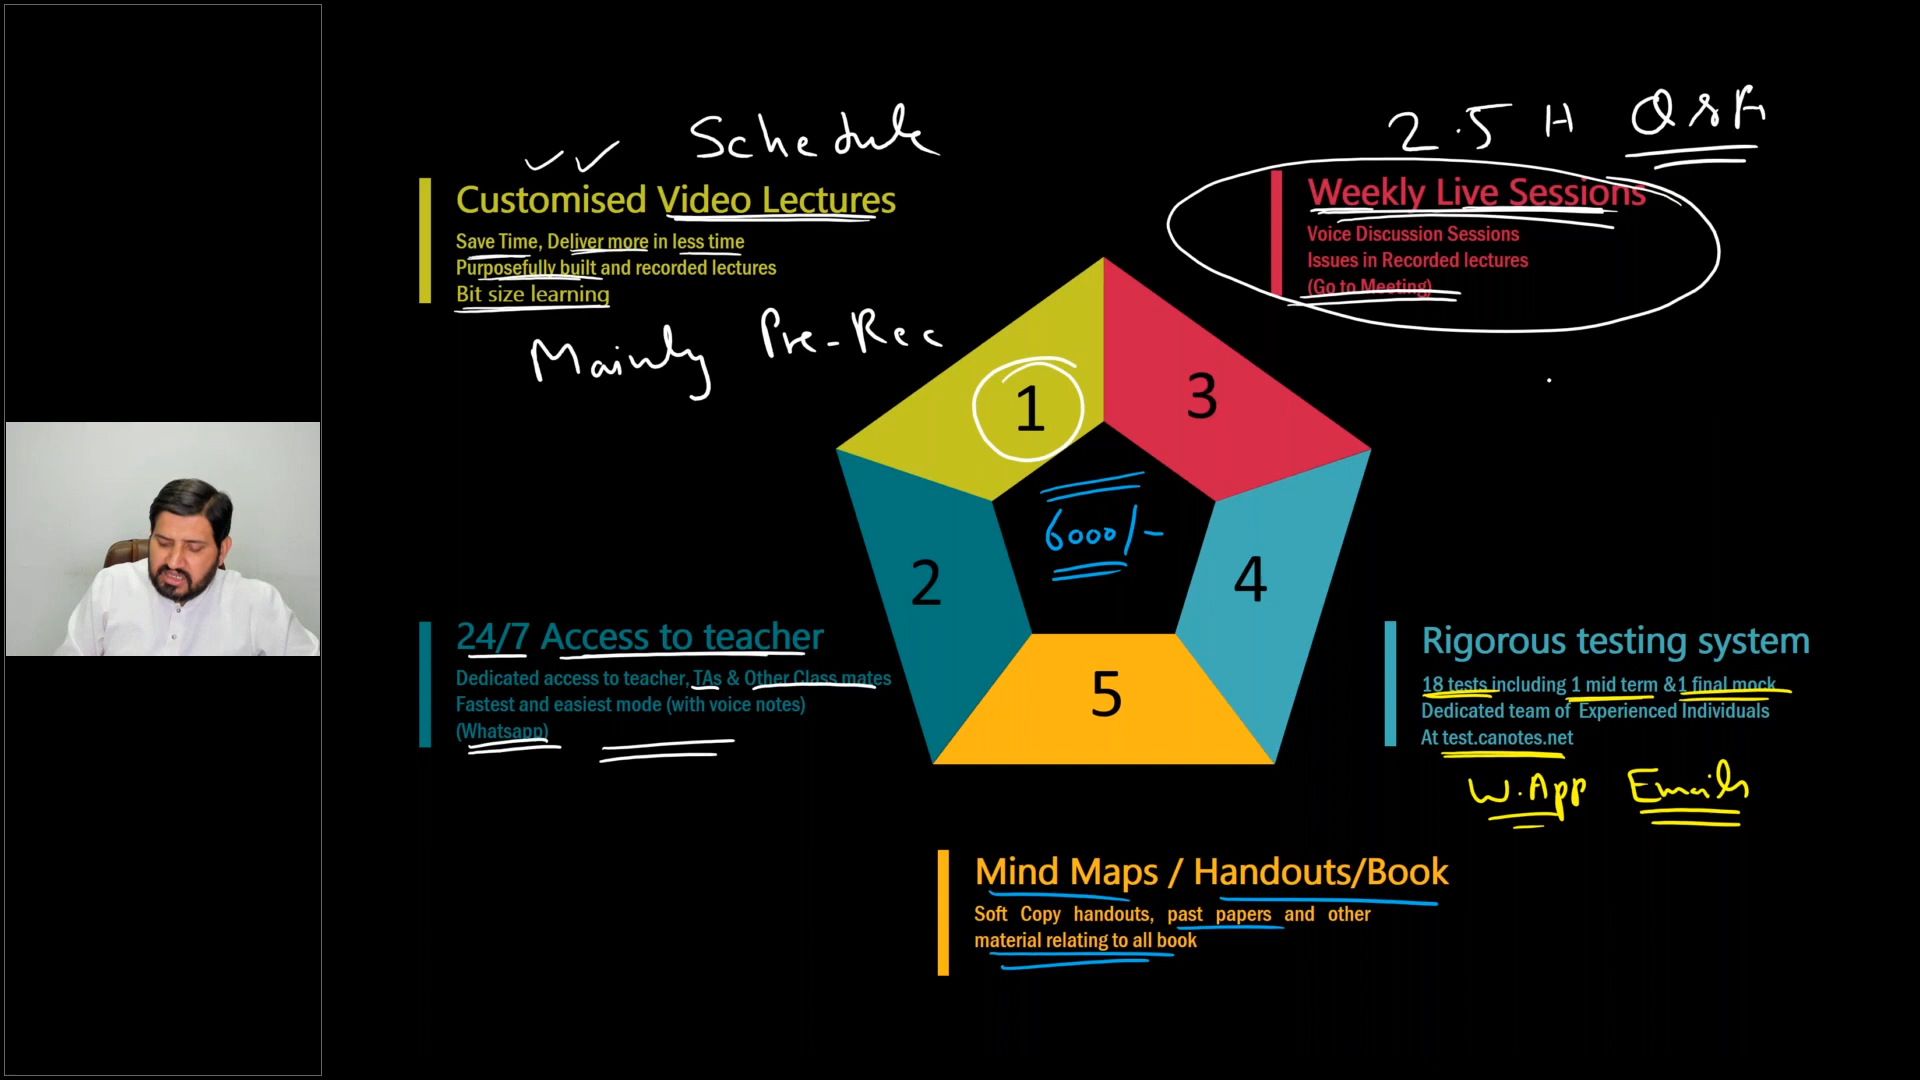 Schedule
Customised Video Lectures
Save Time, Deliver more in less time
Purposefully built and recorded lectures
Bit size learning
Mainly Pre-Rec
2.5 H Q&A
Weekly Live Sessions
Voice Discussion Sessions
Issues in Recorded lectures
(Go to Meeting)
1
3
6000/-
2
4
5
24/7 Access to teacher
Dedicated access to teacher, TAs & Other Class mates
Fastest and easiest mode (with voice notes)
(Whatsapp)
Rigorous testing system
18 tests including 1 mid term &1 final mock
Dedicated team of Experienced Individuals
At test.canotes.net
W.App Emails
Mind Maps / Handouts/Book
Soft Copy handouts, past papers and other
material relating to all book